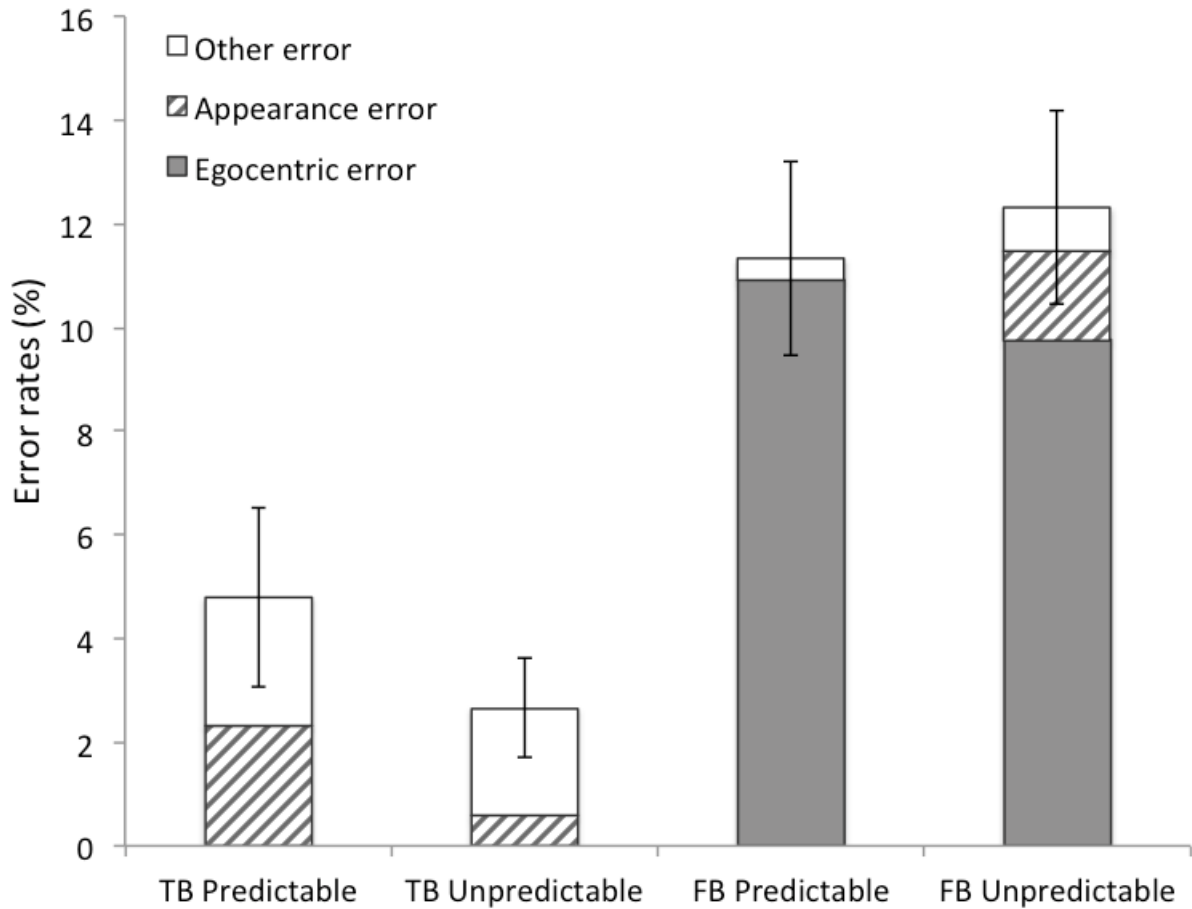 16
14
12
10
8
6
4
2
0
Error rates (%)
Other error
Appearance error
Egocentric error
TB Predictable
TB Unpredictable
FB Predictable
FB Unpredictable